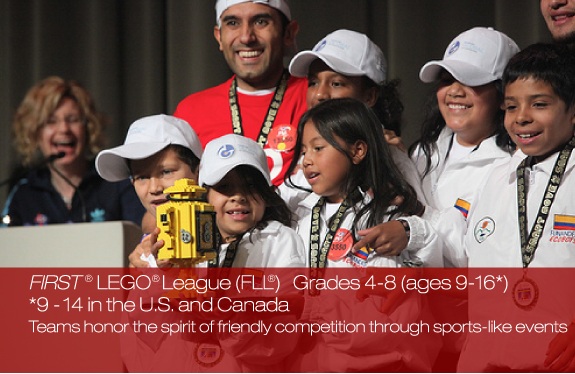 FIRST® LEGO® League (FLL®) Grades 4-8 (ages 9-16*)
*9 -14 in the U.S. and Canada
Teams honor the spirit of friendly competition through sports-like events